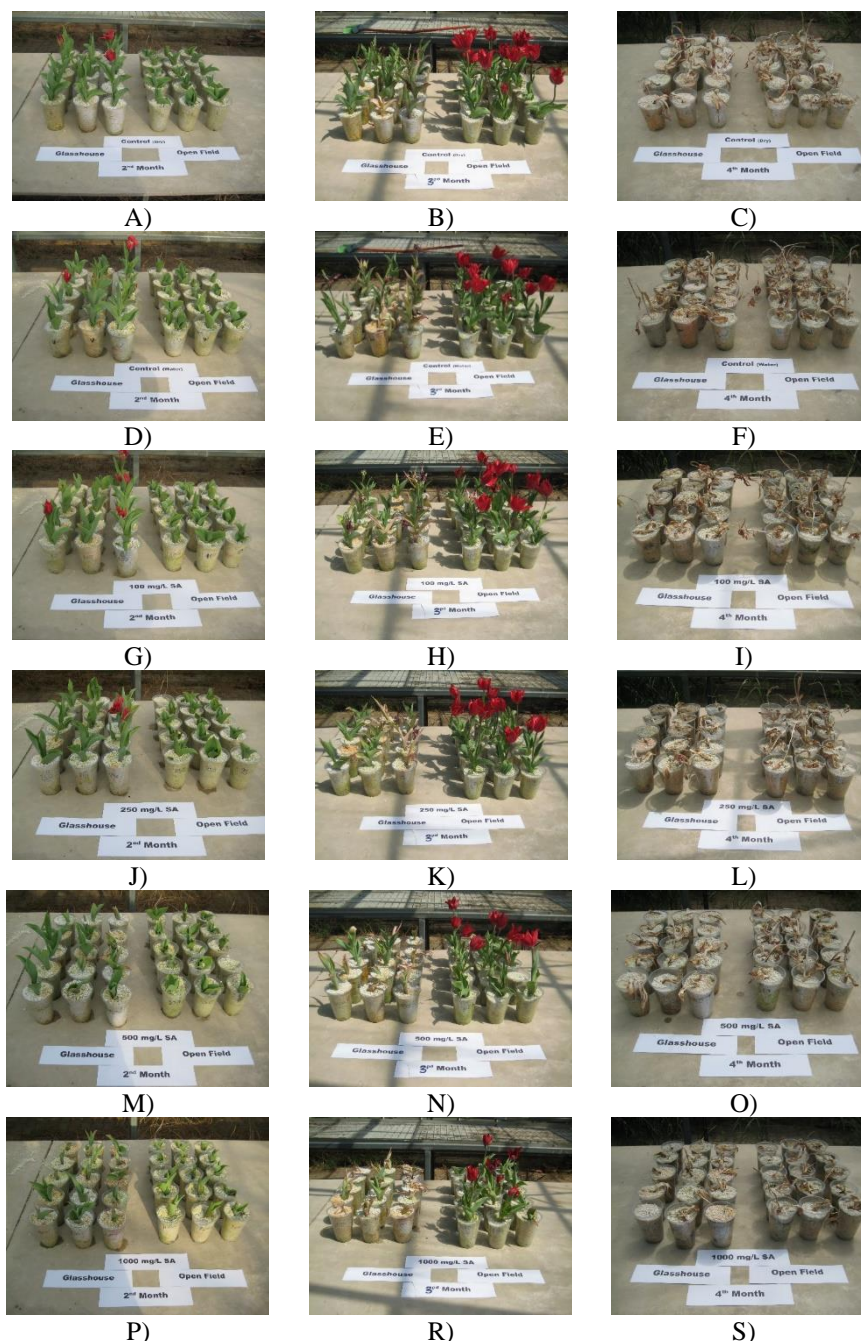 Control (Dry)
Glasshouse Open Field
2nd Month
Control (Dry)
Glasshouse Open Field
3rd Month
Control (Dry)
Glasshouse Open Field
4th Month
A) B) C)
Control (Water)
Glasshouse Open Field
2nd Month
Control (Water)
Glasshouse Open Field
3rd Month
Control (Water)
Glasshouse Open Field
4th Month
D) E) F)
100 mg/L SA
Glasshouse Open Field
2nd Month
100 mg/L SA
Glasshouse Open Field
3rd Month
100 mg/L SA
Glasshouse Open Field
4th Month
G) H) I)
250 mg/L SA
Glasshouse Open Field
2nd Month
250 mg/L SA
Glasshouse Open Field
3rd Month
250 mg/L SA
Glasshouse Open Field
4th Month
J) K) L)
500 mg/L SA
Glasshouse Open Field
2nd Month
500 mg/L SA
Glasshouse Open Field
3rd Month
500 mg/L SA
Glasshouse Open Field
4th Month
M) N) O)
1000 mg/L SA
Glasshouse Open Field
2nd Month
1000 mg/L SA
Glasshouse Open Field
3rd Month
1000 mg/L SA
Glasshouse Open Field
4th Month
P) R) S)